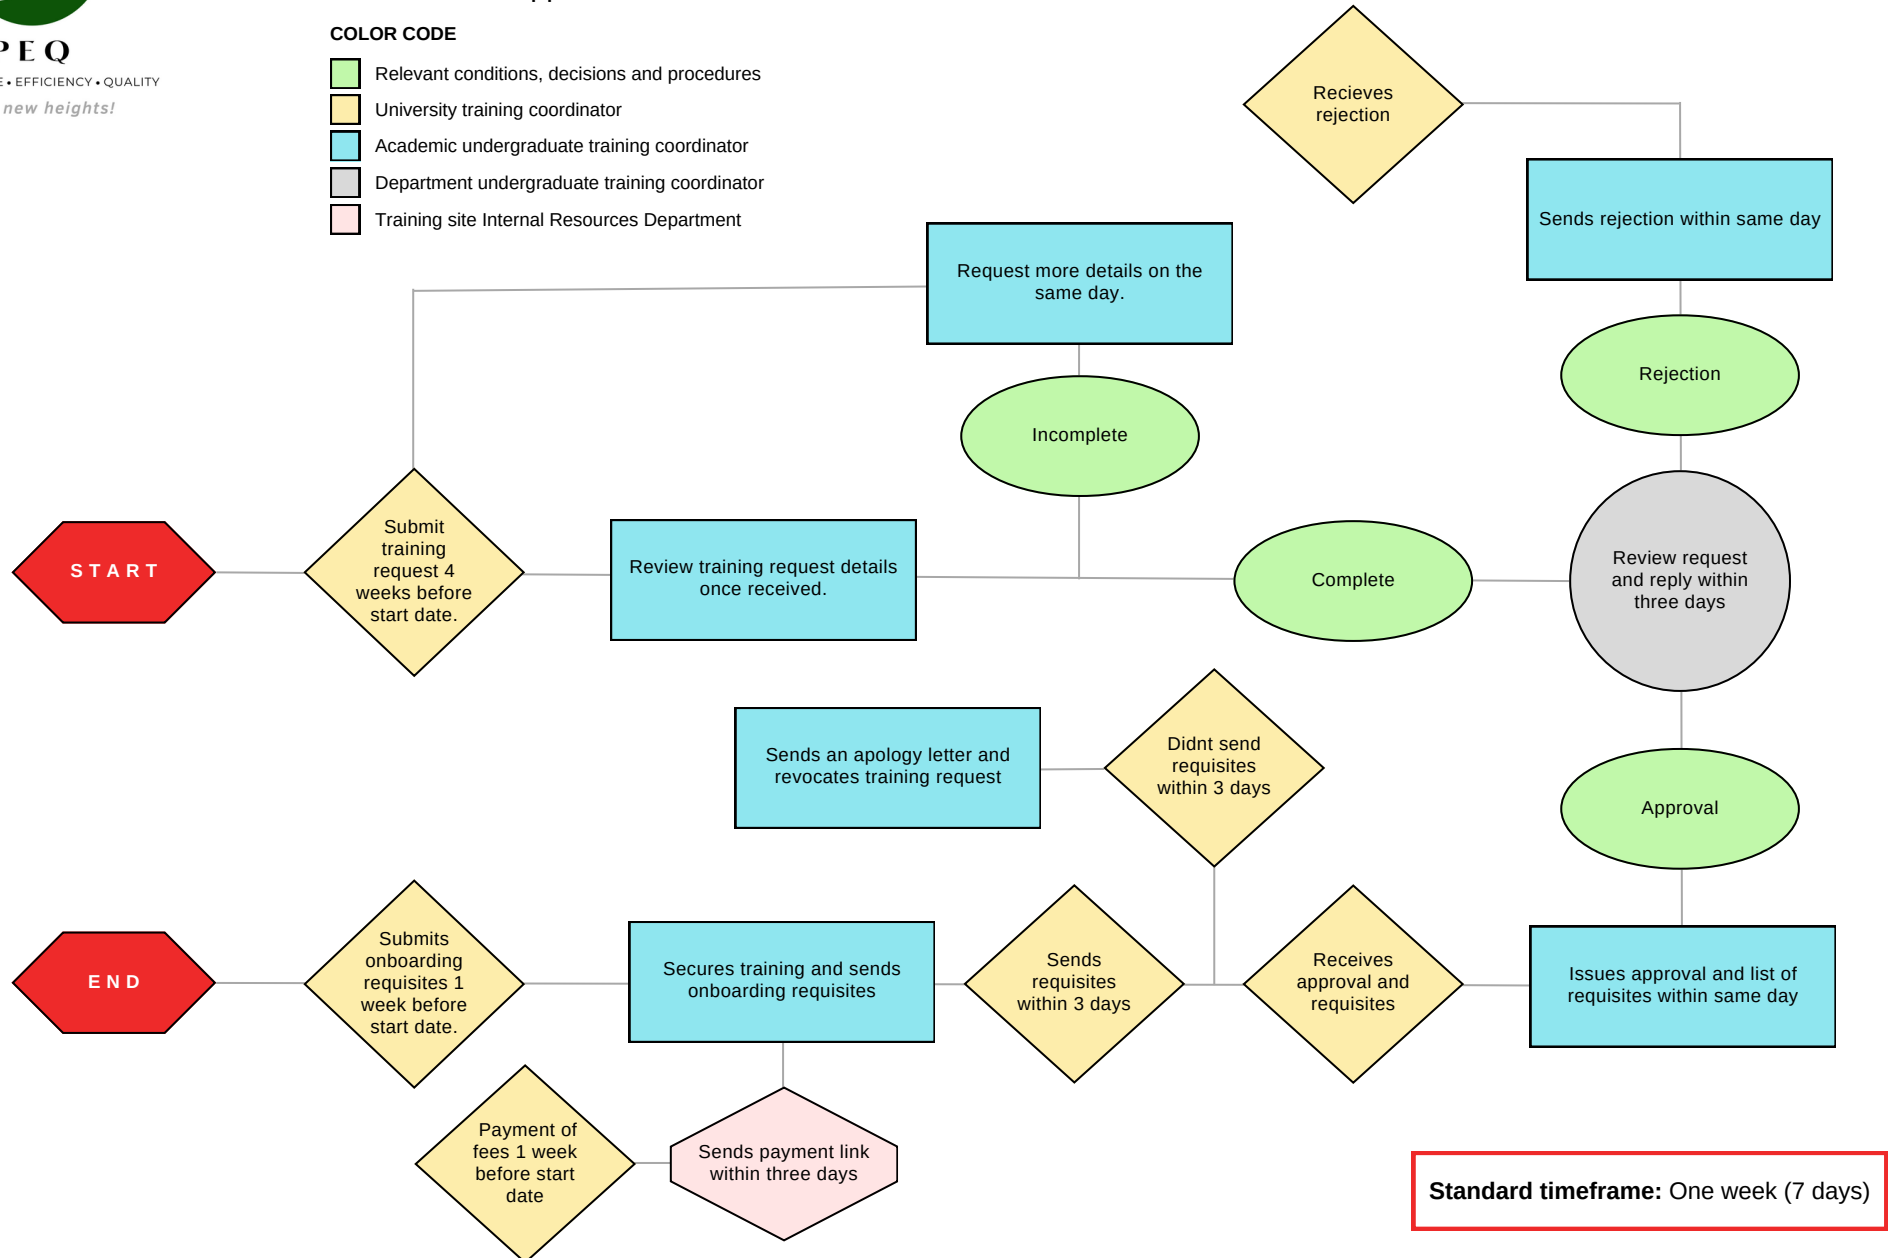 COLOR CODE
Relevant conditions, decisions and procedures
University training coordinator
Academic undergraduate training coordinator
Department undergraduate training coordinator
Training site Internal Resources Department
P E Q
E • EFFICIENCY • QUALITY
new heights!
Recieves
rejection
Sends rejection within same day
Request more details on the
same day.
Rejection
Incomplete
START
Submit
training
request 4
weeks before
start date.
Review training request details
once received.
Complete
Review request
and reply within
three days
Sends an apology letter and
revocates training request
Didnt send
requisites
within 3 days
Approval
END
Submits
onboarding
requisites 1
week before
start date.
Secures training and sends
onboarding requisites
Sends
requisites
within 3 days
Receives
approval and
requisites
Issues approval and list of
requisites within same day
Payment of
fees 1 week
before start
date
Sends payment link
within three days
Standard timeframe: One week (7 days)